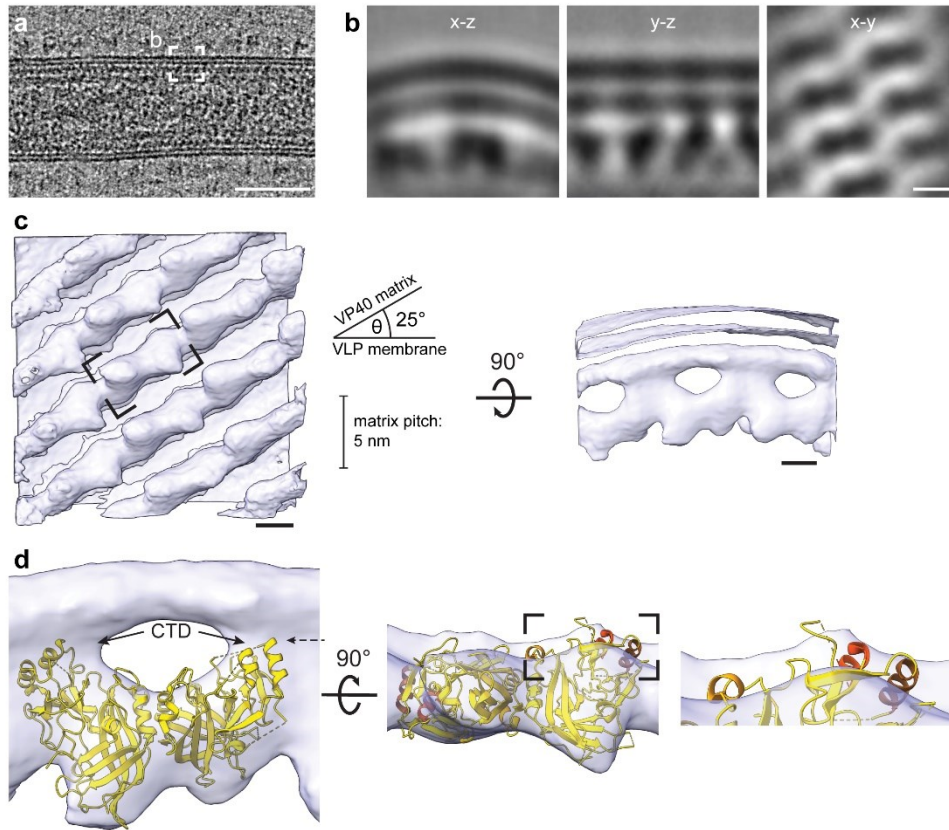 a
b
b
x-z
y-z
x-y
c
VP40 matrix
θ
25°
VLP membrane
matrix pitch:
5 nm
90°
d
CTD
90°